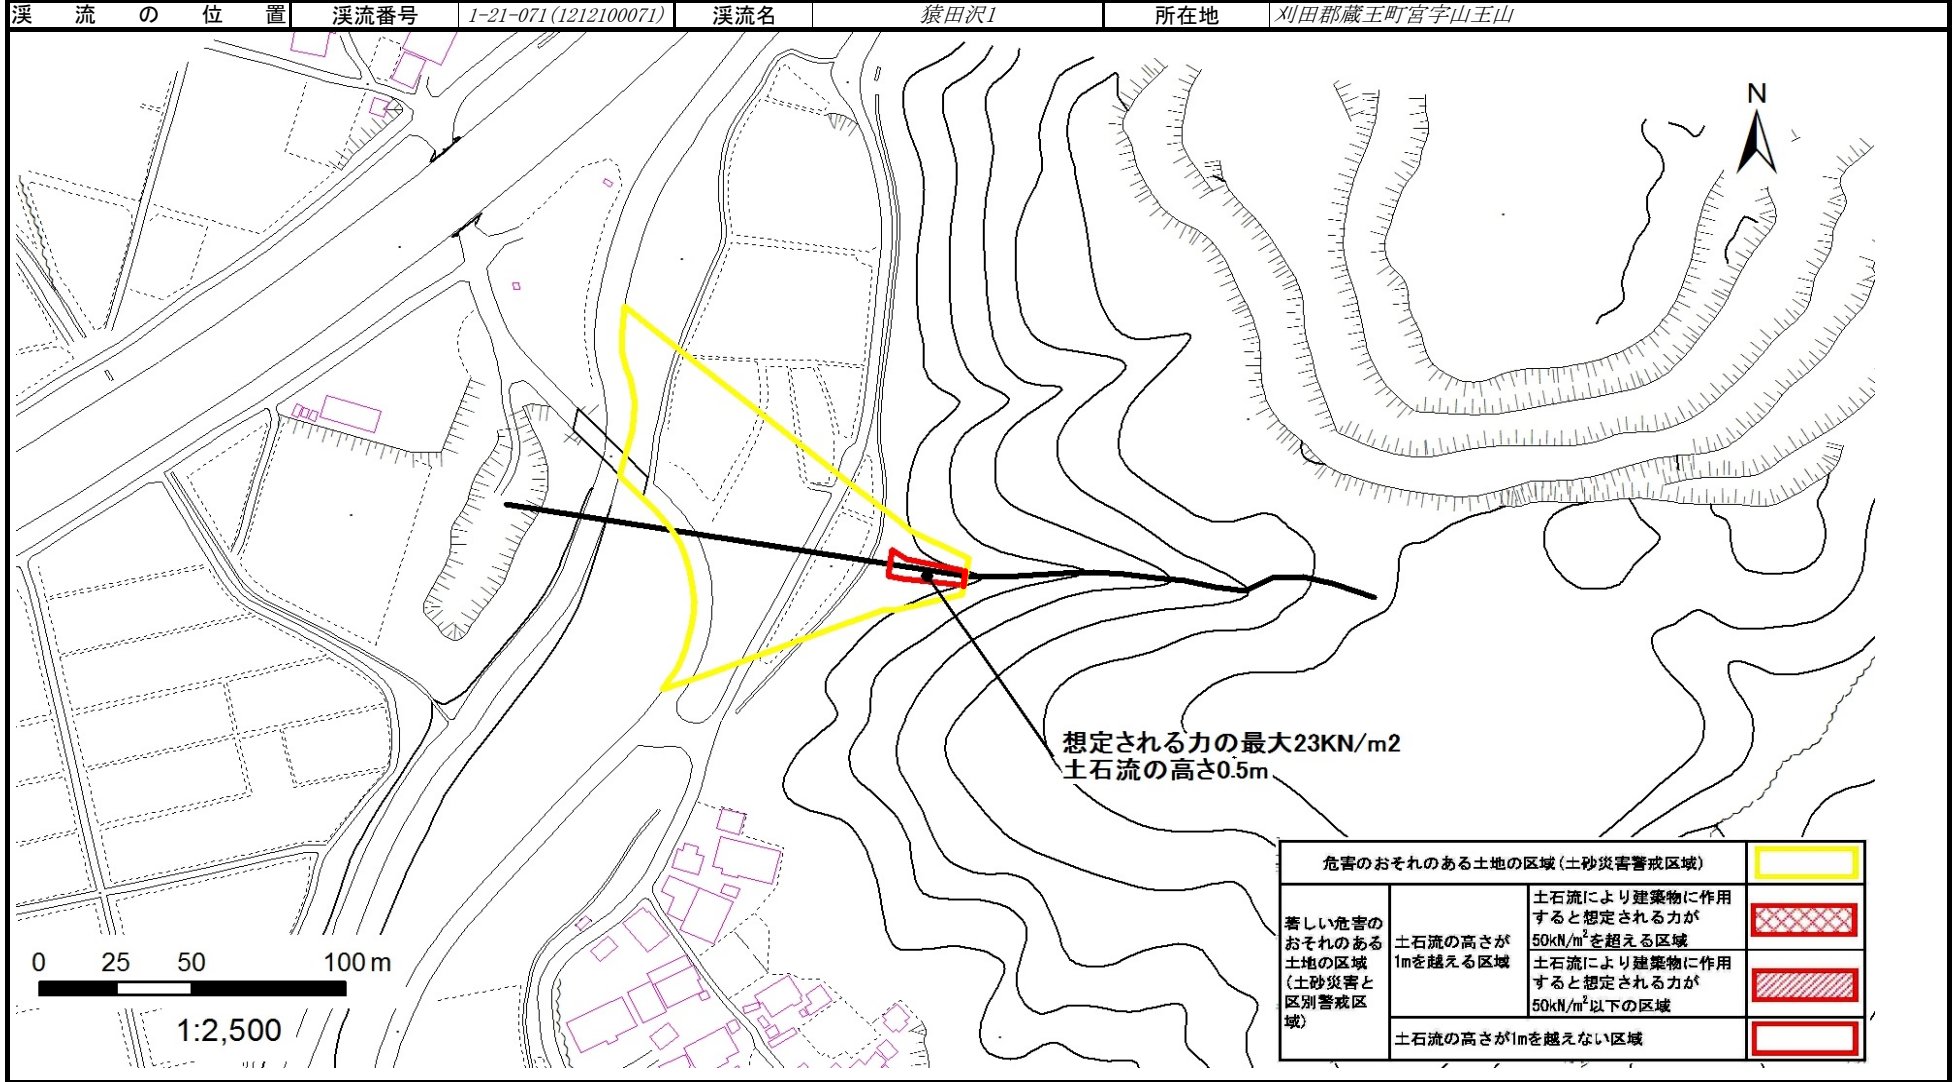 渓流の位置 渓流番号 1-21-071(1212100071) 渓流名 猿田沢1 所在地 刈田郡蔵王町宮字山王山
N
想定される力の最大23KN/m2
土石流の高さ0.5m
危害のおそれのある土地の区域(土砂災害警戒区域)
著しい危害の
おそれのある
土地の区域
(土砂災害と
区別警戒区
域)
土石流の高さが
1mを越える区域
土石流により建築物に作用
すると想定される力が
50kN/m²を超える区域
土石流により建築物に作用
すると想定される力が
50kN/m²以下の区域
土石流の高さが1mを越えない区域
0 25 50 100 m
1:2,500